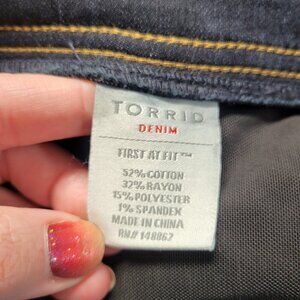 TORRID
DENIM
FIRST AT FIT™
52% COTTON
32% RAYON
15% POLYESTER
1% SPANDEX
MADE IN CHINA
RN# 148862